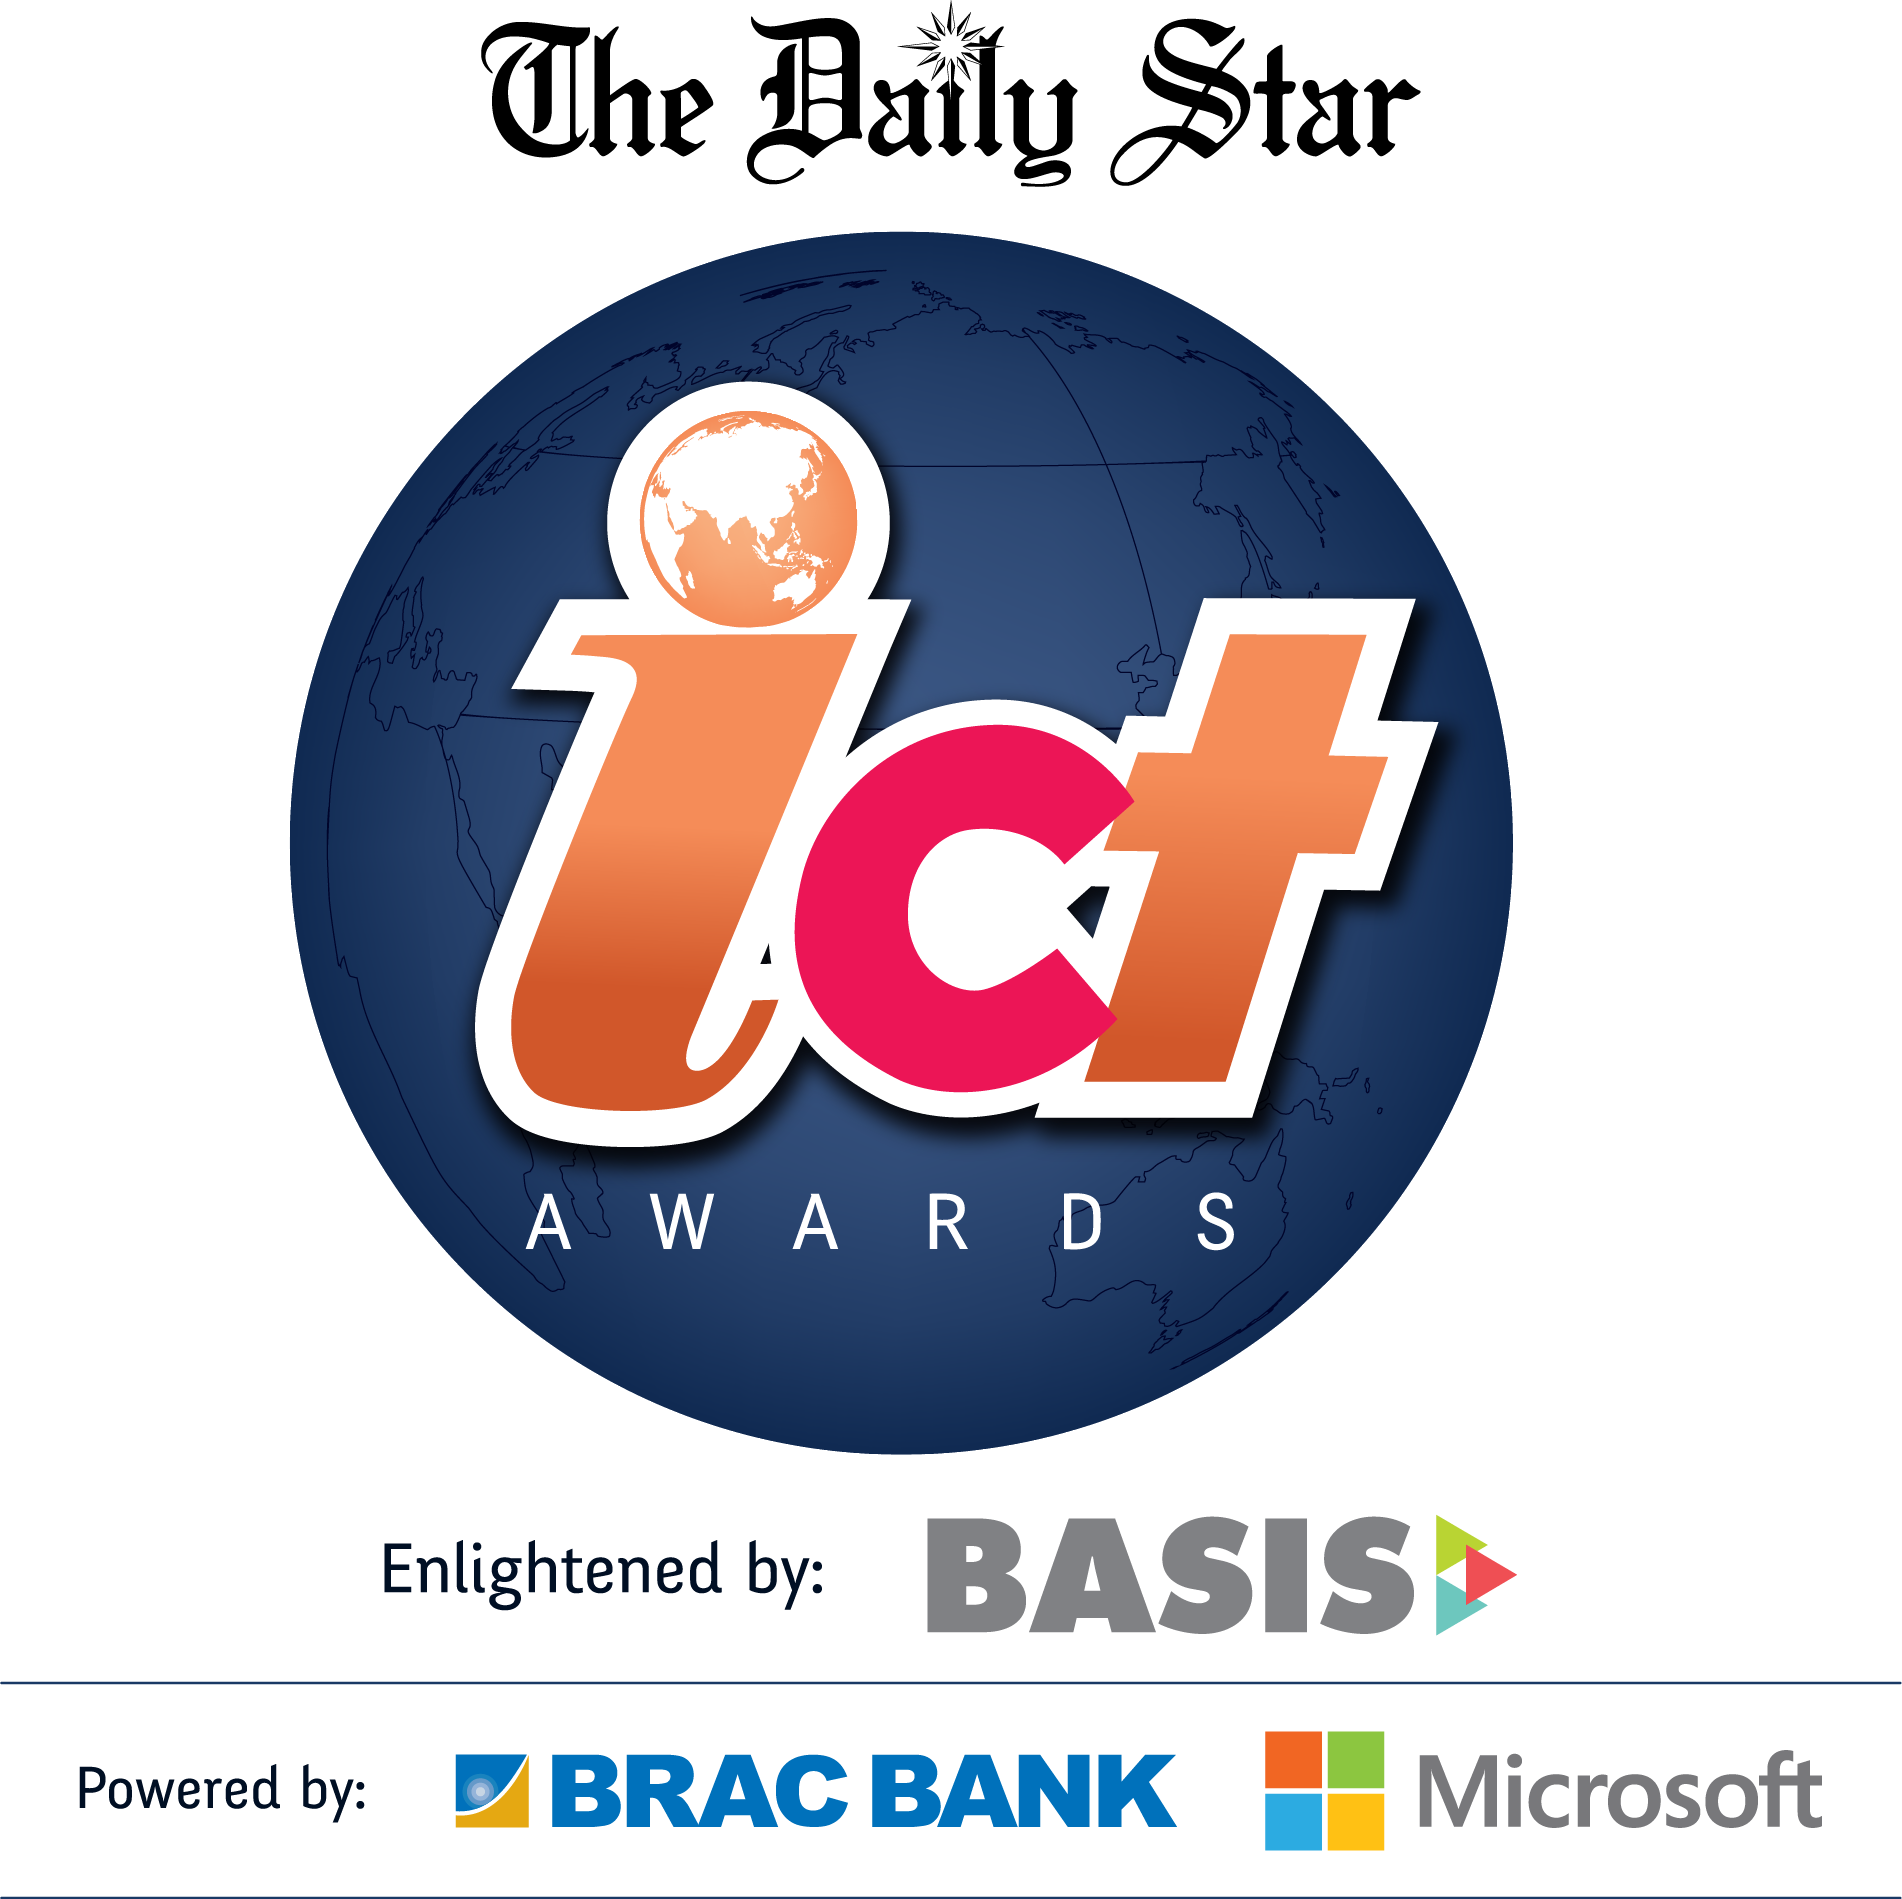 The Daily Star
ict
AWARDS
Enlightened by: BASIS
Powered by: BRAC BANK Microsoft